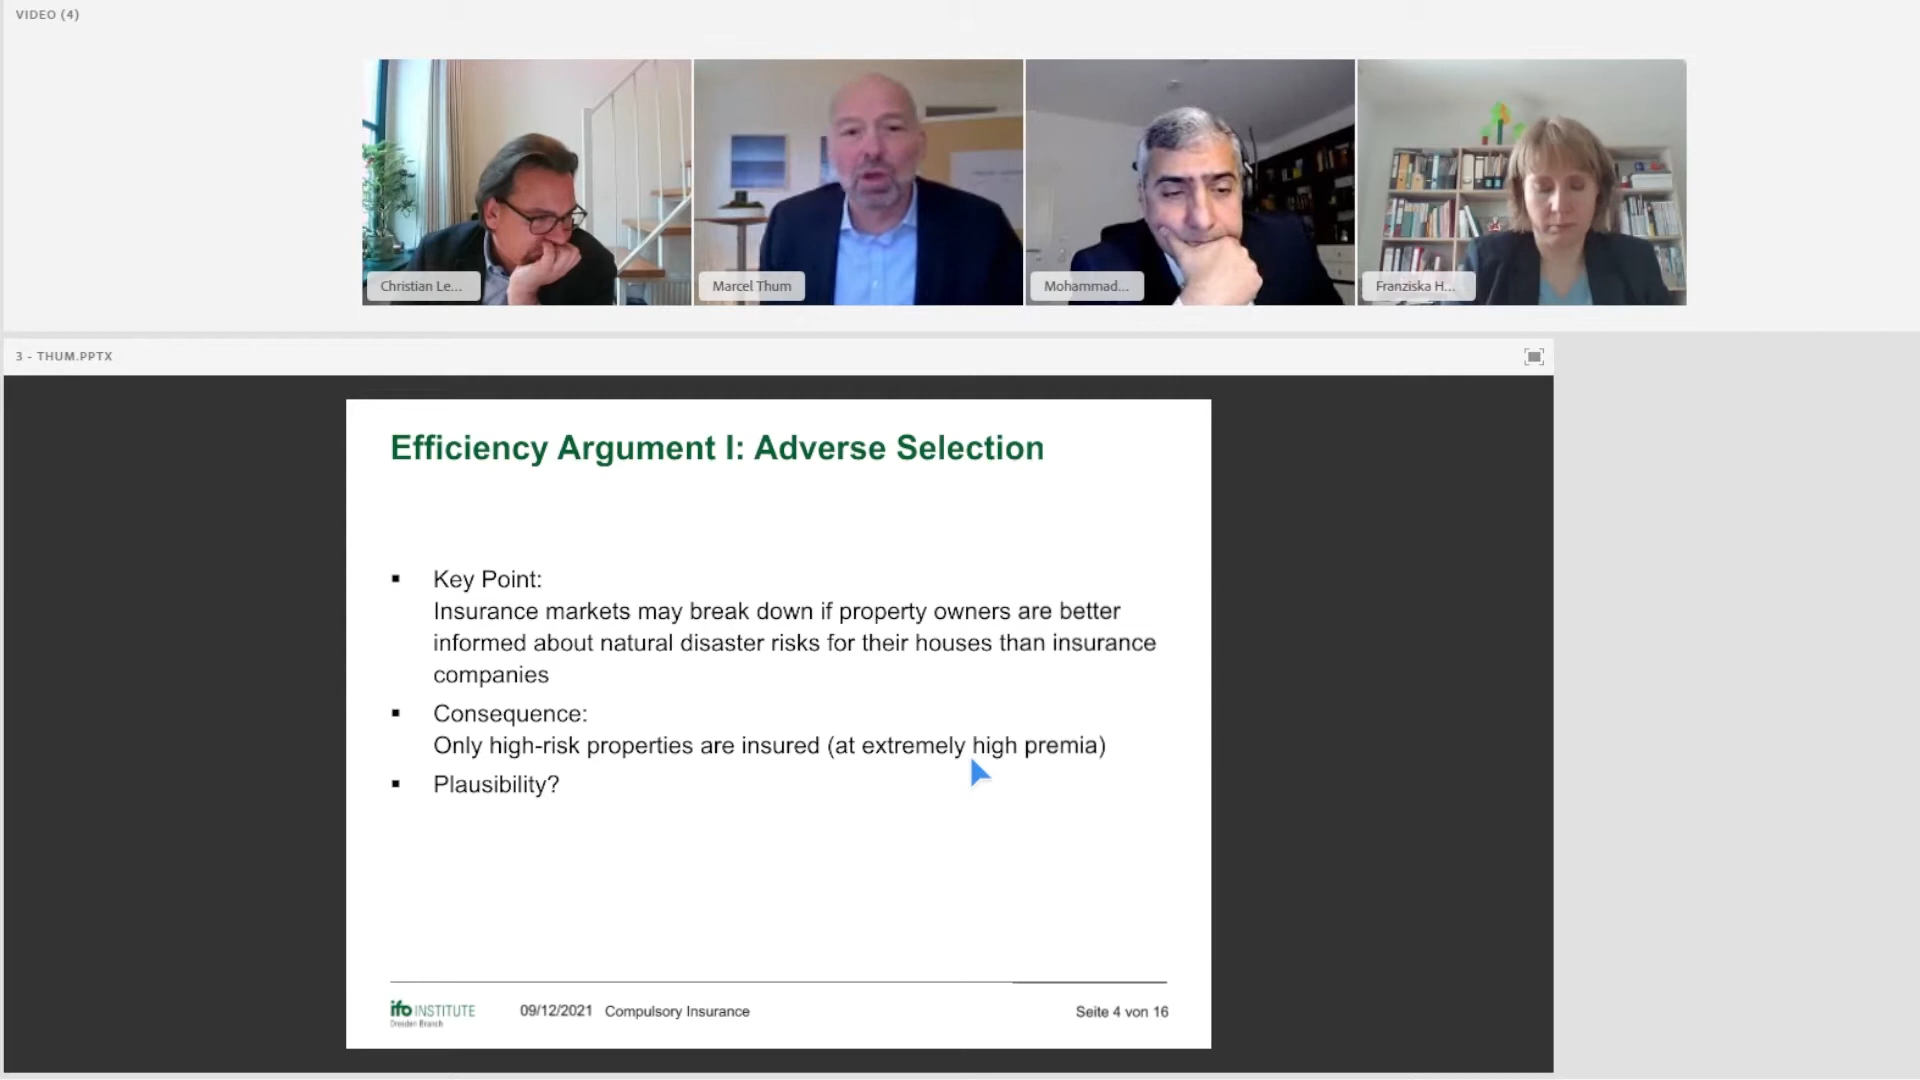 VIDEO (4)
Christian Le...
Marcel Thum
Mohammad...
Franziska H...
3 - THUM.PPTX
Efficiency Argument I: Adverse Selection
Key Point:
Insurance markets may break down if property owners are better
informed about natural disaster risks for their houses than insurance
companies
Consequence:
Only high-risk properties are insured (at extremely high premia)
Plausibility?
ifo INSTITUTE
Dresden Branch
09/12/2021 Compulsory Insurance
Seite 4 von 16